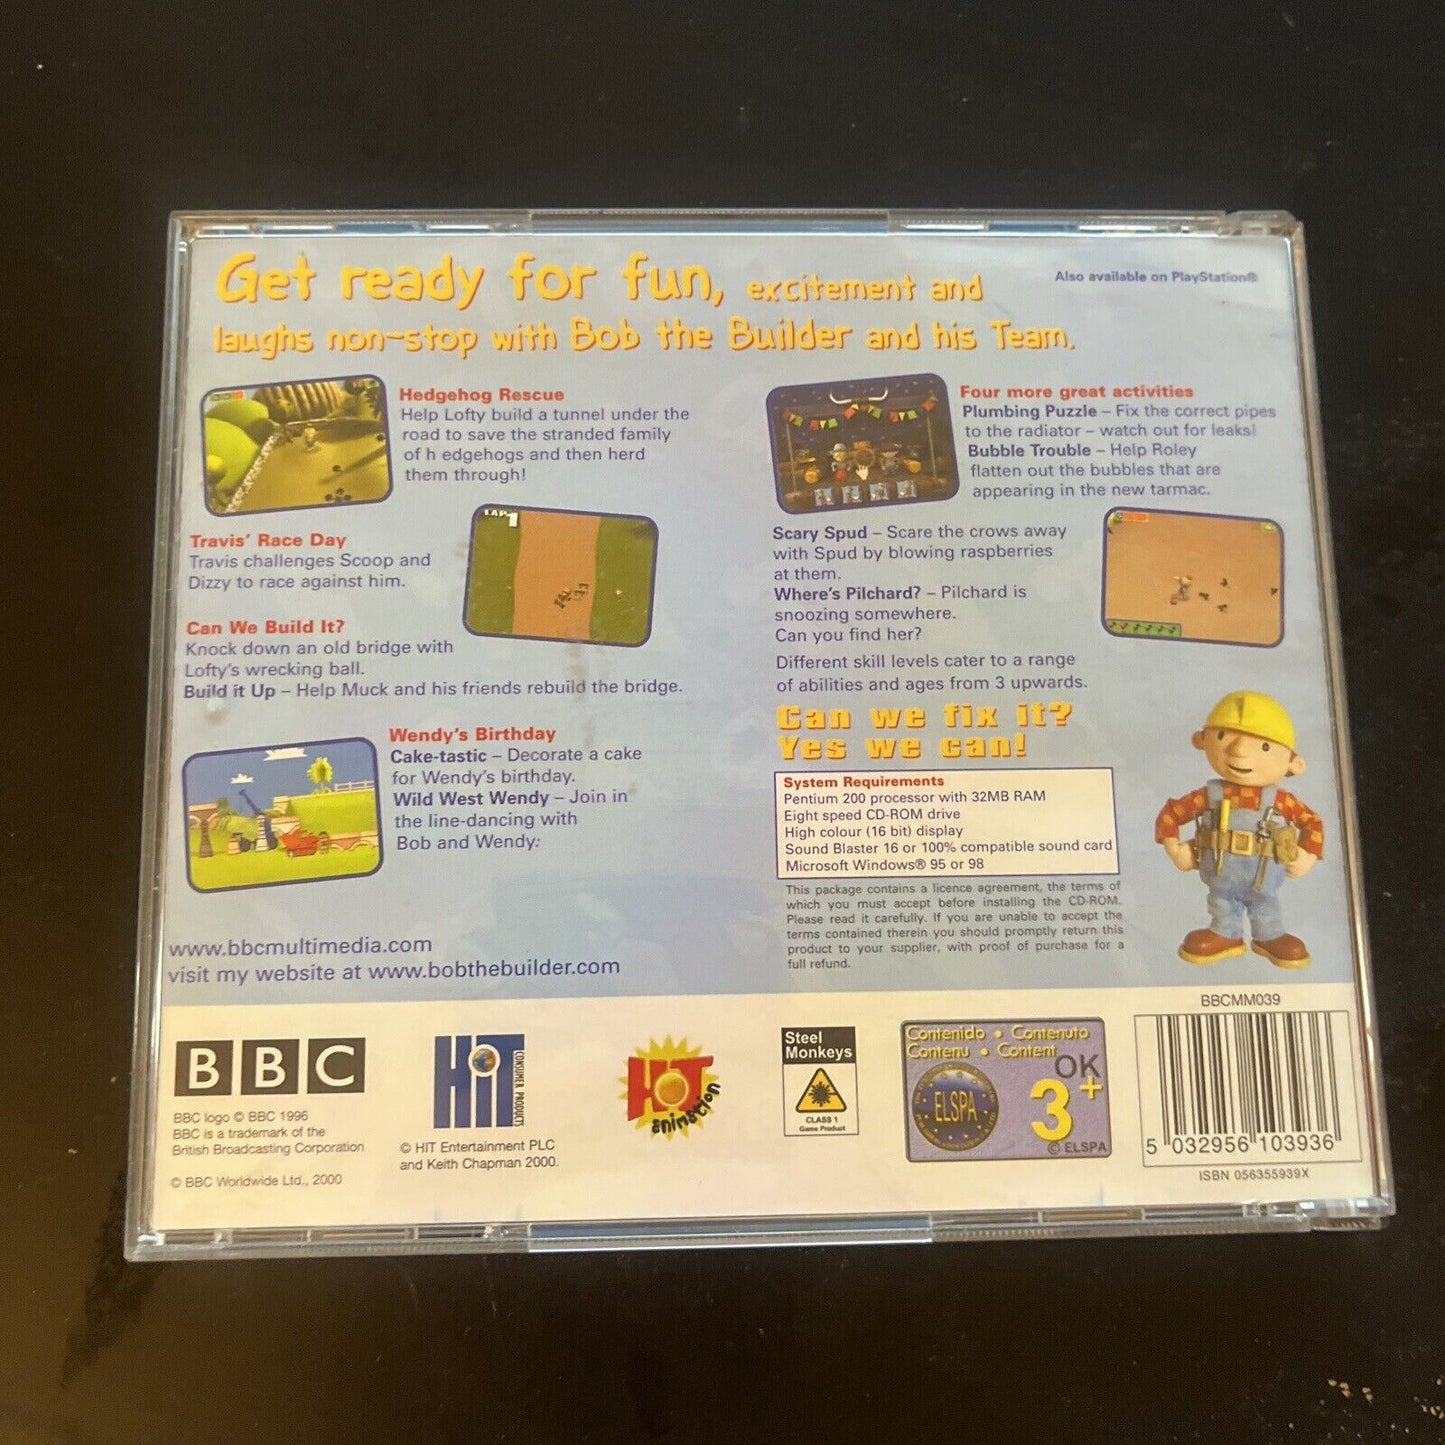 Get ready for fun, excitement and
laughs non-stop with Bob the Builder and his Team.
Also available on PlayStation®
Hedgehog Rescue
Help Lofty build a tunnel under the
road to save the stranded family
of h edgehogs and then herd
them through!
LAP 1
Travis' Race Day
Travis challenges Scoop and
Dizzy to race against him.
Can We Build It?
Knock down an old bridge with
Lofty's wrecking ball.
Build it Up – Help Muck and his friends rebuild the bridge.
Wendy's Birthday
Cake-tastic – Decorate a cake
for Wendy's birthday.
Wild West Wendy – Join in
the line-dancing with
Bob and Wendy:
www.bbcmultimedia.com
visit my website at www.bobthebuilder.com
Four more great activities
Plumbing Puzzle – Fix the correct pipes
to the radiator – watch out for leaks!
Bubble Trouble – Help Roley
flatten out the bubbles that are
appearing in the new tarmac.
Scary Spud – Scare the crows away
with Spud by blowing raspberries
at them.
Where's Pilchard? – Pilchard is
snoozing somewhere.
Can you find her?
Different skill levels cater to a range
of abilities and ages from 3 upwards.
Can we fix it?
Yes we can!
System Requirements
Pentium 200 processor with 32MB RAM
Eight speed CD-ROM drive
High colour (16 bit) display
Sound Blaster 16 or 100% compatible sound card
Microsoft Windows® 95 or 98
This package contains a licence agreement, the terms of
which you must accept before installing the CD-ROM.
Please read it carefully. If you are unable to accept the
terms contained therein you should promptly return this
product to your supplier, with proof of purchase for a
full refund.
BBC
BBC logo © BBC 1996
BBC is a trademark of the
British Broadcasting Corporation
© BBC Worldwide Ltd., 2000
HiT
CONSUMER PRODUCTS
© HIT Entertainment PLC
and Keith Chapman 2000.
HOT
animation
Steel
Monkeys
CLASS 1
Game Product
Contenido • Contenuto
Contenu • Content
OK
3+
ELSPA
© ELSPA
BBCMM039
5 032956 103936
ISBN 056355939X